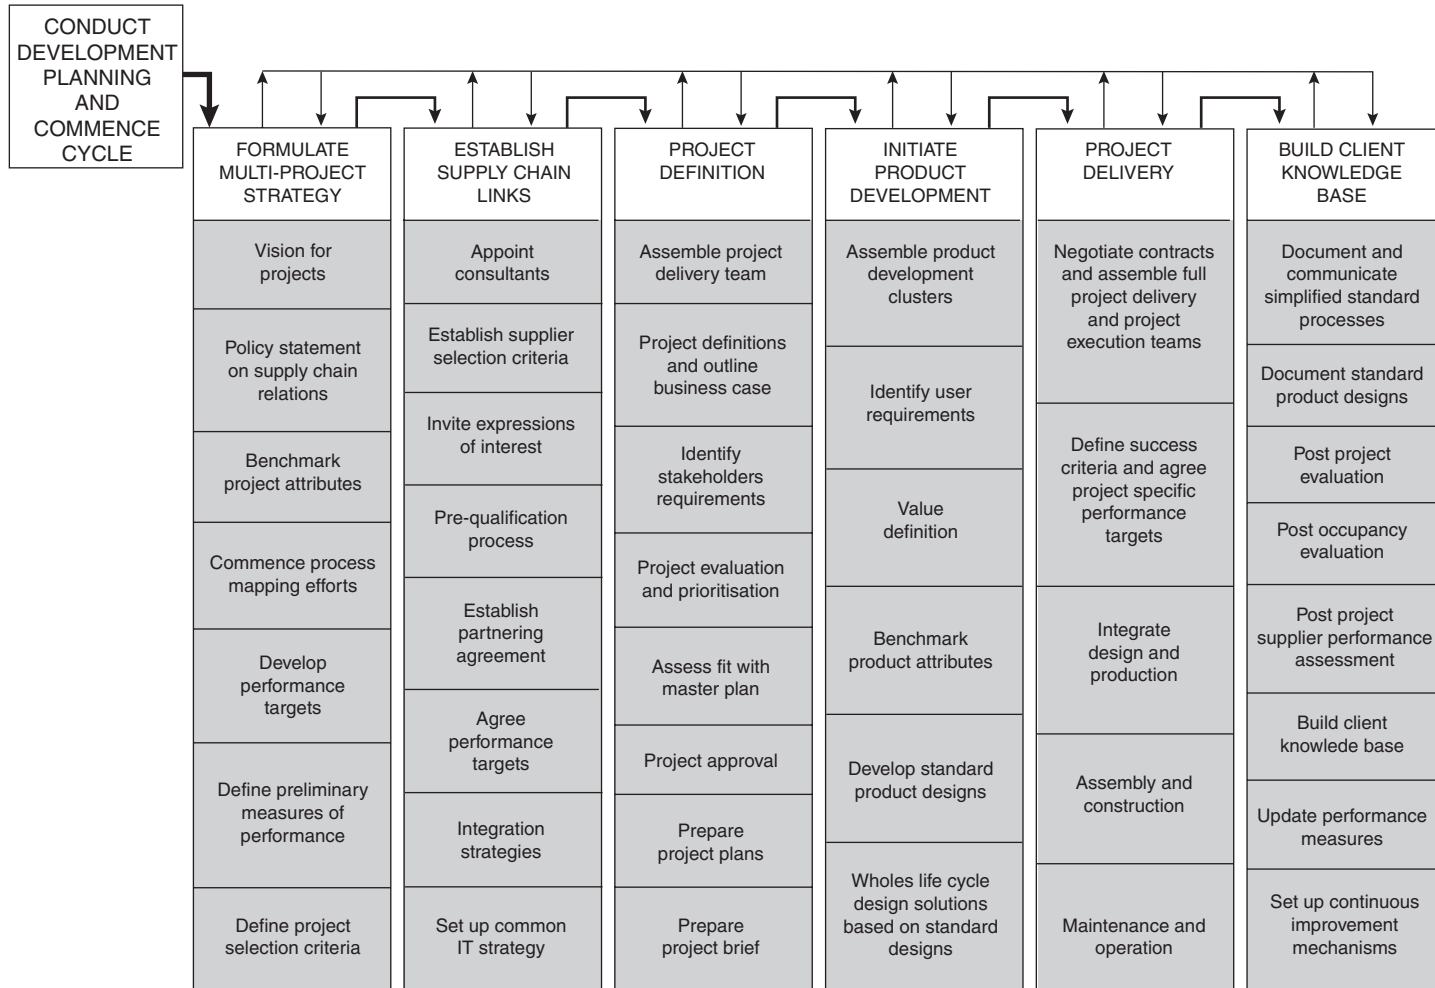 CONDUCT
DEVELOPMENT
PLANNING
AND
COMMENCE
CYCLE
FORMULATE
MULTI-PROJECT
STRATEGY
Vision for
projects
Policy statement
on supply chain
relations
Benchmark
project attributes
Commence process
mapping efforts
Develop
performance
targets
Define preliminary
measures of
performance
Define project
selection criteria
ESTABLISH
SUPPLY CHAIN
LINKS
Appoint
consultants
Establish supplier
selection criteria
Invite expressions
of interest
Pre-qualification
process
Establish
partnering
agreement
Agree
performance
targets
Integration
strategies
Set up common
IT strategy
PROJECT
DEFINITION
Assemble project
delivery team
Project definitions
and outline
business case
Identify
stakeholders
requirements
Project evaluation
and prioritisation
Assess fit with
master plan
Project approval
Prepare
project plans
Prepare
project brief
INITIATE
PRODUCT
DEVELOPMENT
Assemble product
development
clusters
Identify user
requirements
Value
definition
Benchmark
product attributes
Develop standard
product designs
Wholes life cycle
design solutions
based on standard
designs
PROJECT
DELIVERY
Negotiate contracts
and assemble full
project delivery
and project
execution teams
Define success
criteria and agree
project specific
performance
targets
Integrate
design and
production
Assembly and
construction
Maintenance and
operation
BUILD CLIENT
KNOWLEDGE
BASE
Document and
communicate
simplified standard
processes
Document standard
product designs
Post project
evaluation
Post occupancy
evaluation
Post project
supplier performance
assessment
Build client
knowlede base
Update performance
measures
Set up continuous
improvement
mechanisms